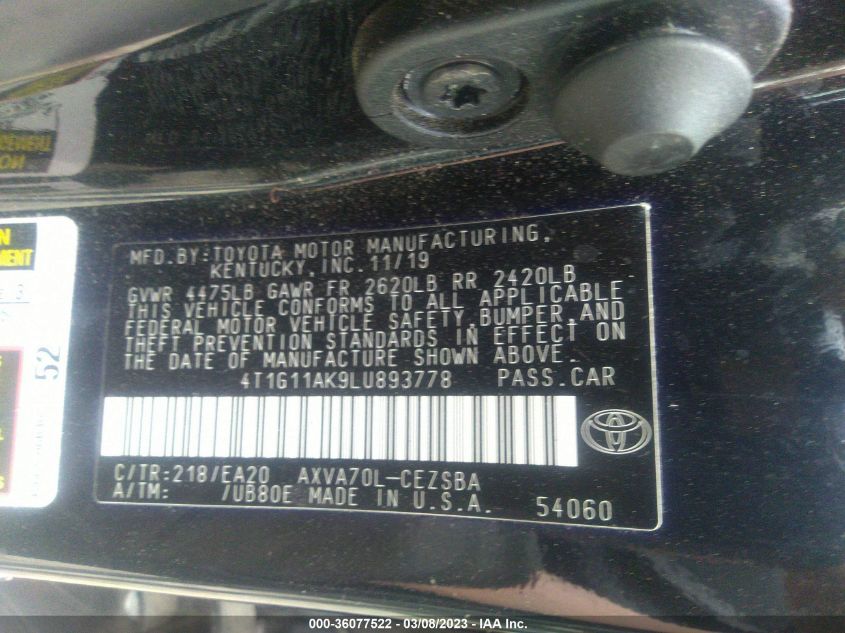 MFD.BY:TOYOTA MOTOR MANUFACTURING,
KENTUCKY,INC.11/19
GVWR 4475LB GAWR FR 2620LB RR 2420LB
THIS VEHICLE CONFORMS TO ALL APPLICABLE
FEDERAL MOTOR VEHICLE SAFETY,BUMPER,AND
THEFT PREVENTION STANDARDS IN EFFECT ON
THE DATE OF MANUFACTURE SHOWN ABOVE.
4T1G11AK9LU893778 PASS.CAR
C/TR:218/EA20 AXVA70L-CEZSBA
A/TM: /UB80E MADE IN U.S.A. 54060
52
000-36077522 - 03/08/2023 - IAA Inc.